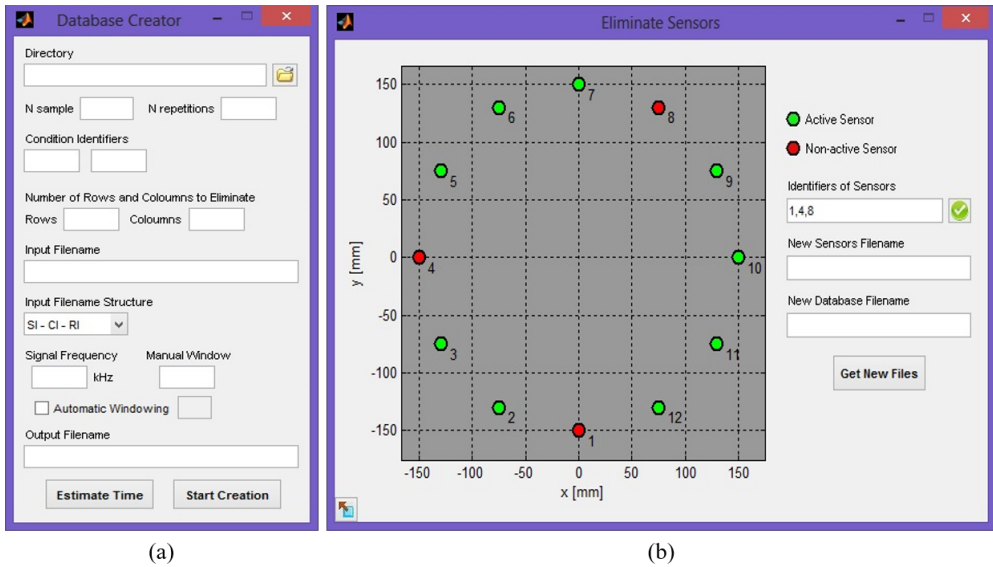 Database Creator
Directory
N sample
N repetitions
Condition Identifiers
Number of Rows and Coloumns to Eliminate
Rows
Coloumns
Input Filename
Input Filename Structure
SI - CI - RI
Signal Frequency
Manual Window
kHz
Automatic Windowing
Output Filename
Estimate Time
Start Creation
(a)
Eliminate Sensors
150
100
50
0
-50
-100
-150
y [mm]
-150
-100
-50
0
50
100
150
x [mm]
7
6
8
5
9
4
10
3
11
2
12
1
Active Sensor
Non-active Sensor
Identifiers of Sensors
1,4,8
New Sensors Filename
New Database Filename
Get New Files
(b)